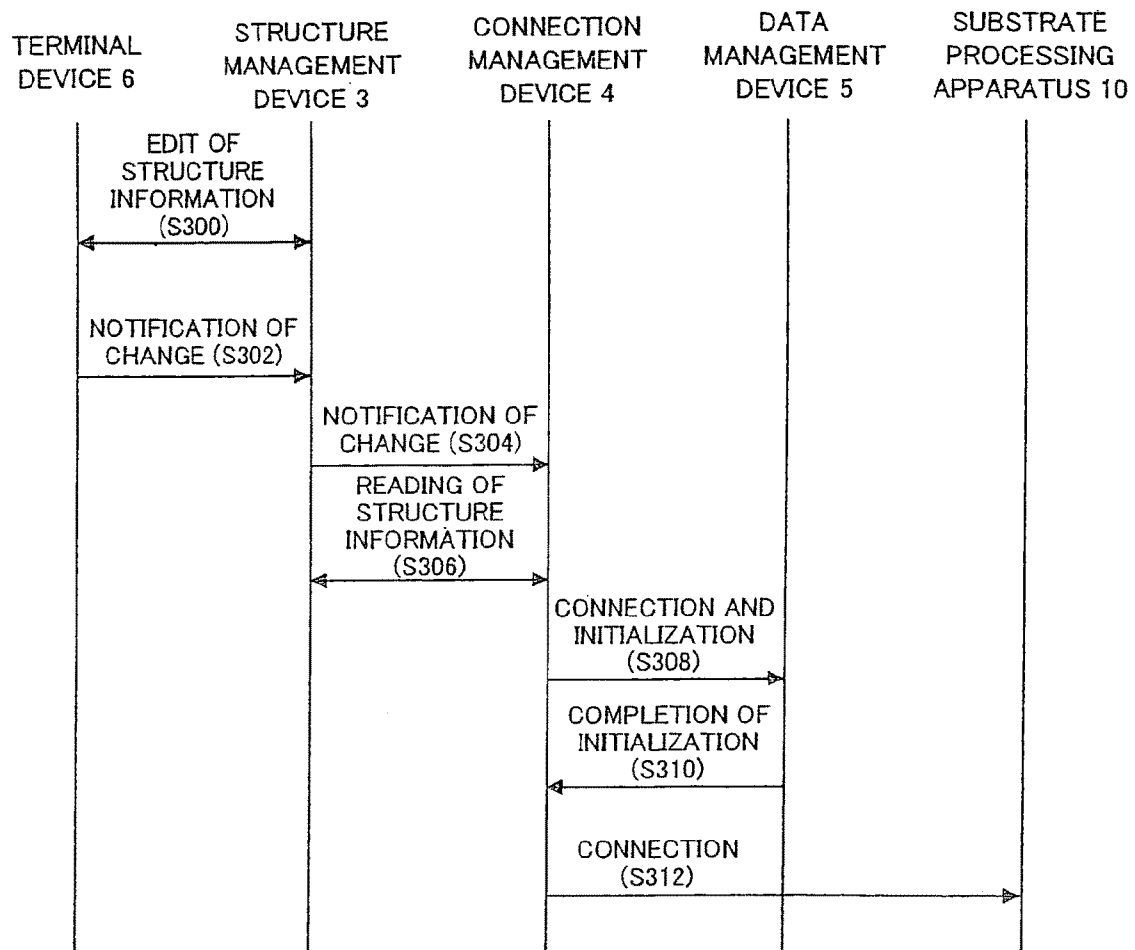 TERMINAL
DEVICE 6
STRUCTURE
MANAGEMENT
DEVICE 3
CONNECTION
MANAGEMENT
DEVICE 4
DATA
MANAGEMENT
DEVICE 5
SUBSTRATE
PROCESSING
APPARATUS 10
EDIT OF
STRUCTURE
INFORMATION
(S300)
NOTIFICATION OF
CHANGE (S302)
NOTIFICATION OF
CHANGE (S304)
READING OF
STRUCTURE
INFORMATION
(S306)
CONNECTION AND
INITIALIZATION
(S308)
COMPLETION OF
INITIALIZATION
(S310)
CONNECTION
(S312)